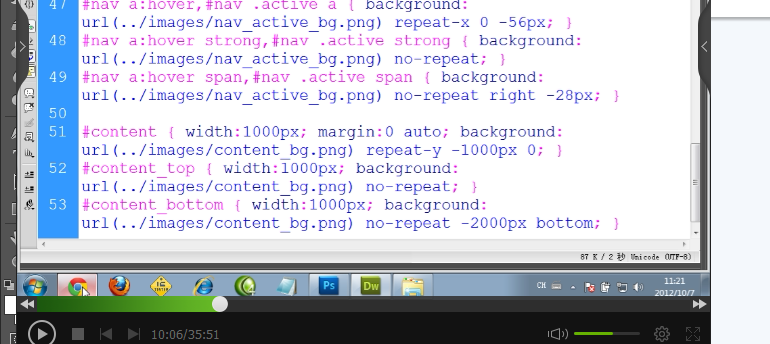 47 #nav a:hover,#nav .active a { background:
url(../images/nav_active_bg.png) repeat-x 0 -56px; }
48 #nav a:hover strong,#nav .active strong { background:
url(../images/nav_active_bg.png) no-repeat; }
49 #nav a:hover span,#nav .active span { background:
url(../images/nav_active_bg.png) no-repeat right -28px; }
50
51 #content { width:1000px; margin:0 auto; background:
url(../images/content_bg.png) repeat-y -1000px 0; }
52 #content_top { width:1000px; background:
url(../images/content_bg.png) no-repeat; }
53 #content_bottom { width:1000px; background:
url(../images/content_bg.png) no-repeat -2000px bottom; }
87 K / 2 秒 Unicode (UTF-8)
Ps
Dw
CH
11:21
2012/10/7
10:06/35:51